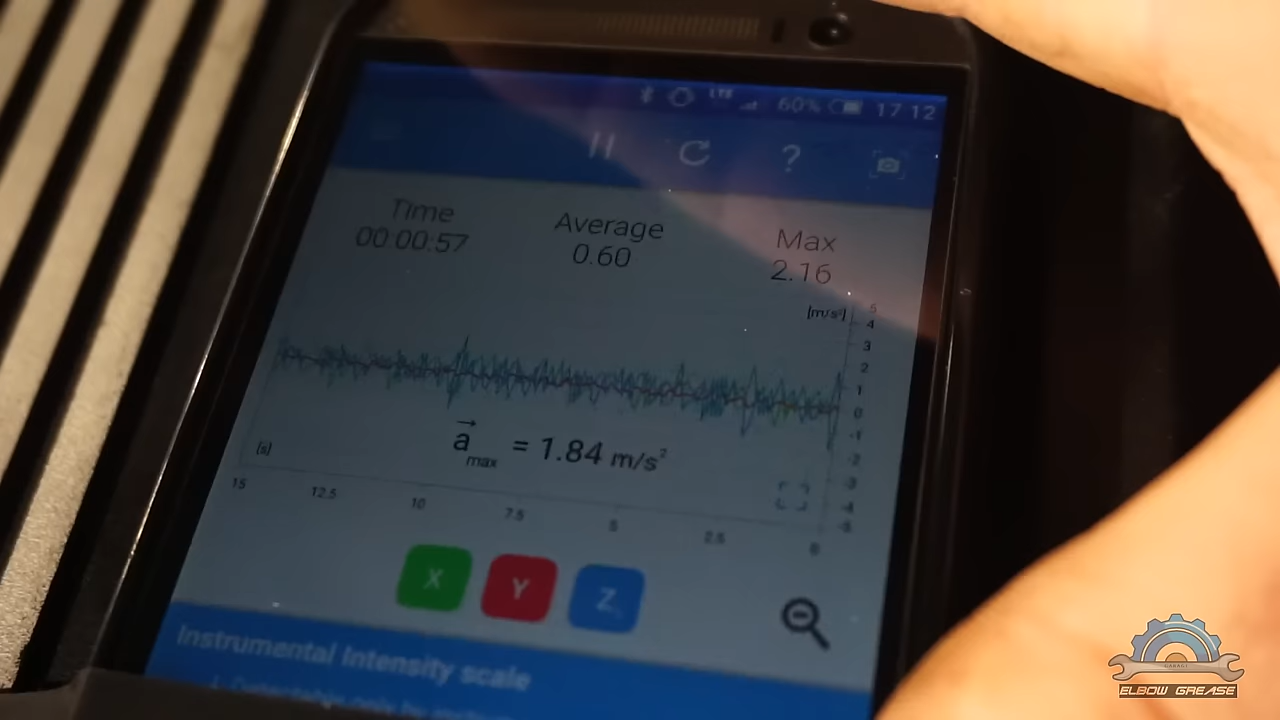 LTE 60% 17 12
?
Time Average Max
00:00:57 0.60 2.16
[m/s²]
5
4
3
2
1
0
-1
-2
-3
-4
-5
a max = 1.84 m/s²
[s]
15 12.5 10 7.5 5 2.5 0
X Y Z
Instrumental Intensity scale
GARAGE
ELBOW GREASE